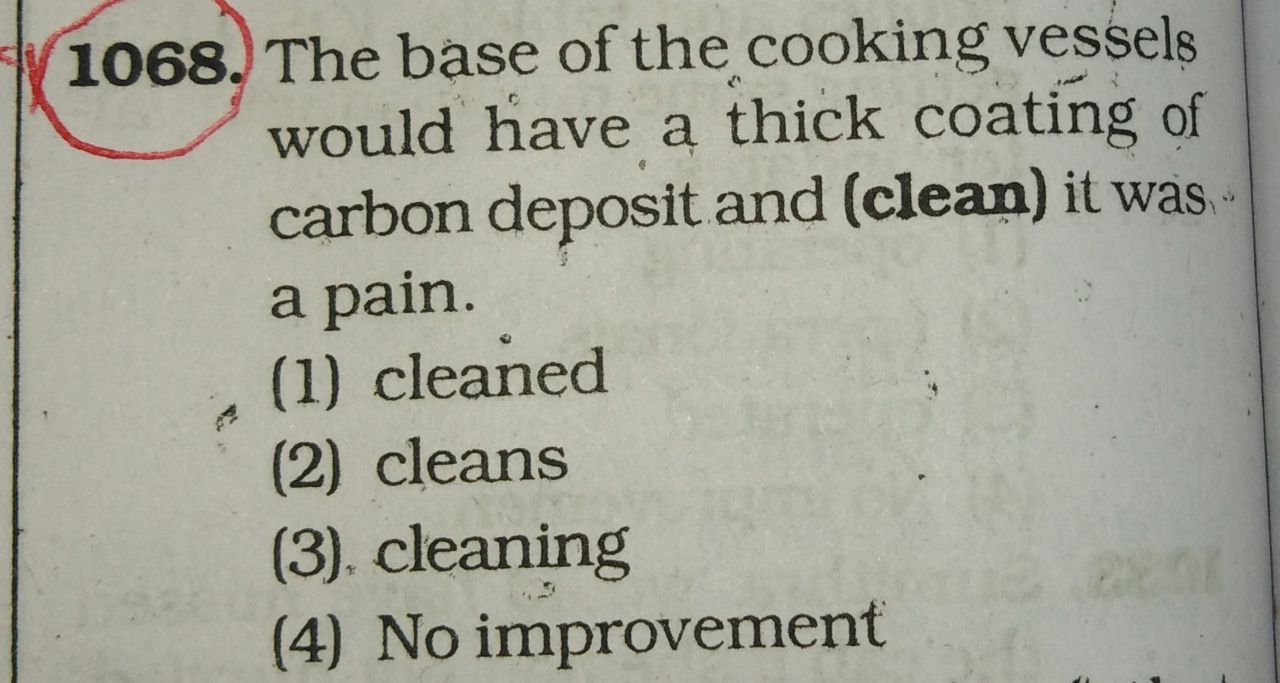 1068. The base of the cooking vessels
would have a thick coating of
carbon deposit and (clean) it was
a pain.
(1) cleaned
(2) cleans
(3) cleaning
(4) No improvement